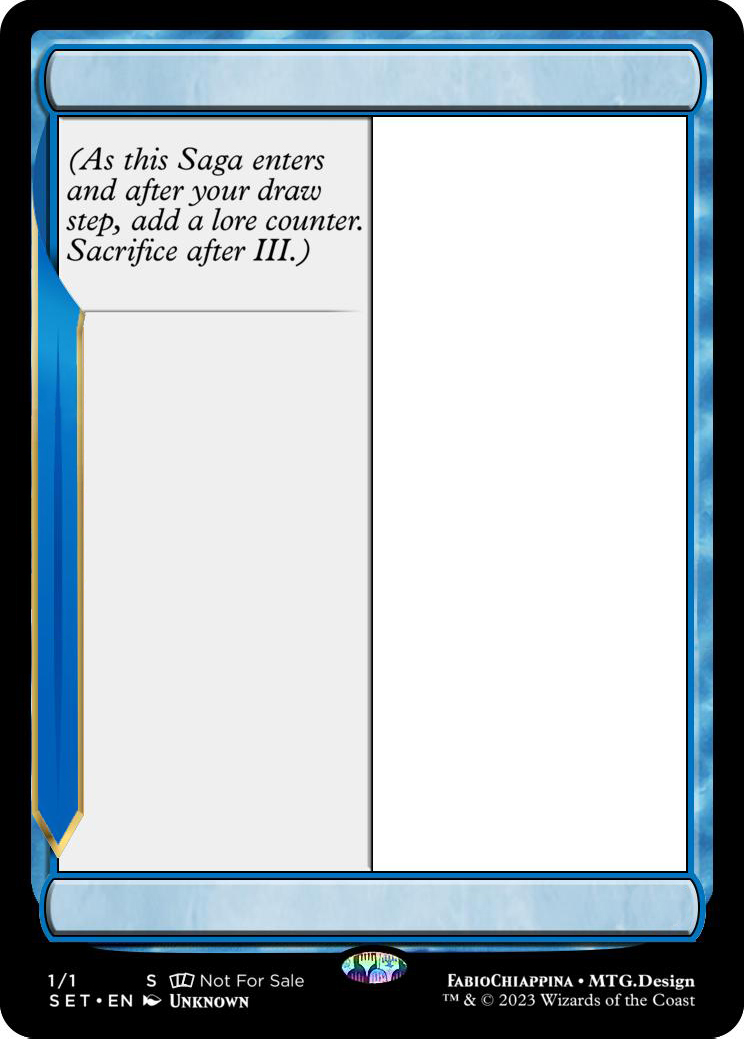 (As this Saga enters
and after your draw
step, add a lore counter.
Sacrifice after III.)
1/1 S Not For Sale
SET • EN Unknown
FabioChiappina • MTG.Design
™ & © 2023 Wizards of the Coast